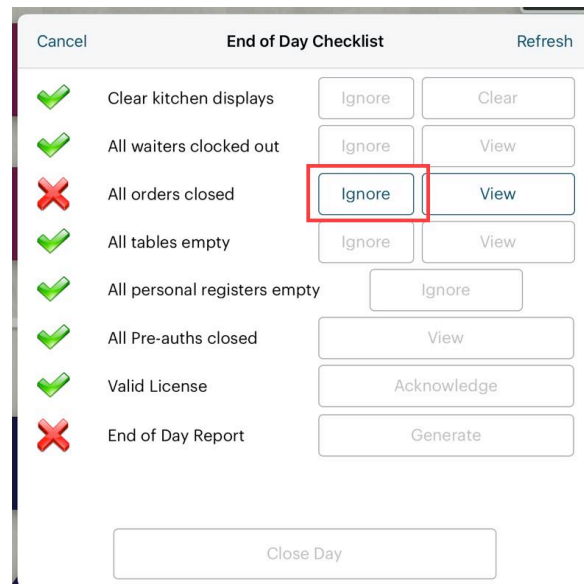 Cancel End of Day Checklist Refresh
Clear kitchen displays Ignore Clear
All waiters clocked out Ignore View
All orders closed Ignore View
All tables empty Ignore View
All personal registers empty Ignore
All Pre-auths closed View
Valid License Acknowledge
End of Day Report Generate
Close Day